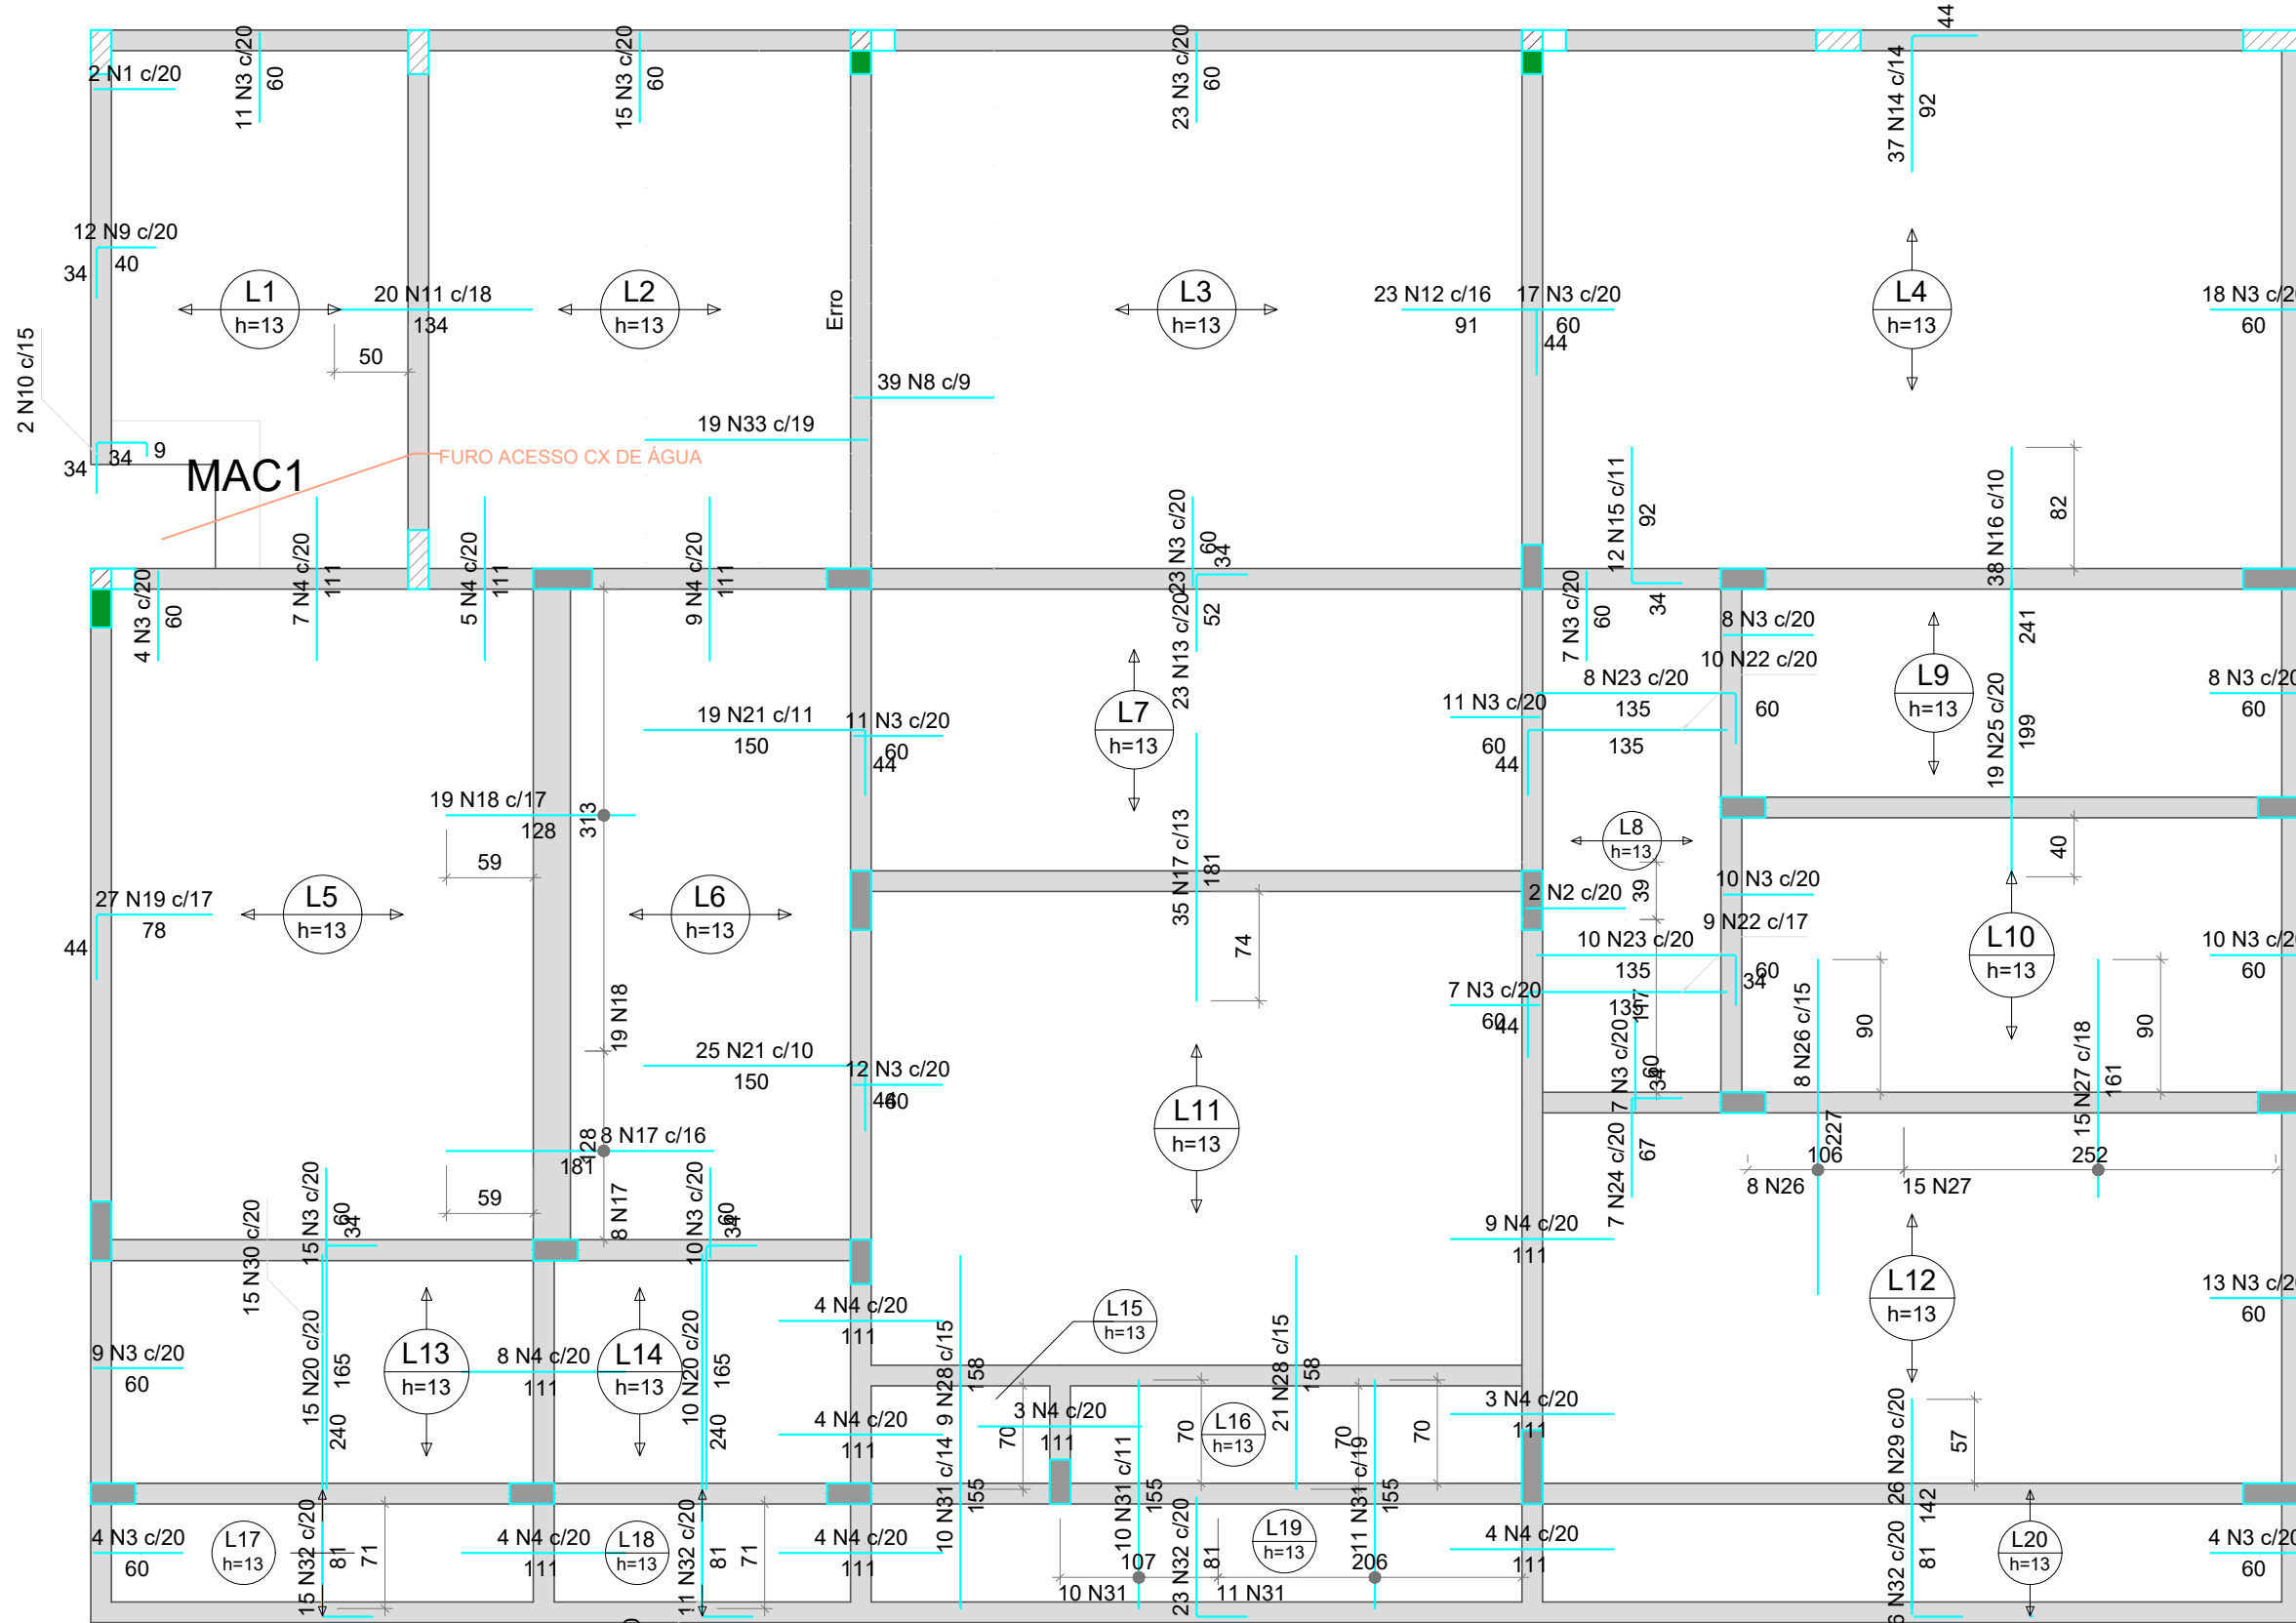 44
2 N1 c/20
11 N3 c/20
60
15 N3 c/20
60
23 N3 c/20
60
37 N14 c/14
92
12 N9 c/20
40
34
L1
h=13
20 N11 c/18
134
50
L2
h=13
Erro
L3
h=13
23 N12 c/16
91
17 N3 c/20
60
44
L4
h=13
18 N3 c/2
60
2 N10 c/15
34
34
9
MAC1
FURO ACESSO CX DE ÁGUA
39 N8 c/9
19 N33 c/19
4 N3 c/20
60
7 N4 c/20
111
5 N4 c/20
111
9 N4 c/20
111
23 N3 c/20
60
34
23 N13 c/20
52
12 N15 c/11
92
34
7 N3 c/20
60
38 N16 c/10
241
82
8 N3 c/20
10 N22 c/20
8 N23 c/20
135
60
135
44
L9
h=13
19 N25 c/20
199
8 N3 c/2
60
19 N21 c/11
150
44
11 N3 c/20
60
L7
h=13
11 N3 c/20
60
19 N18 c/17
128
313
59
35 N17 c/13
181
74
L8
h=13
39
40
27 N19 c/17
78
44
L5
h=13
L6
h=13
2 N2 c/20
10 N3 c/20
9 N22 c/17
10 N23 c/20
135
60
34
135
117
L10
h=13
10 N3 c/2
60
7 N3 c/20
60
44
19 N18
25 N21 c/10
150
44
12 N3 c/20
60
L11
h=13
7 N3 c/20
60
34
7 N24 c/20
67
8 N26 c/15
227
90
15 N27 c/18
161
90
106
252
8 N26
15 N27
8 N17 c/16
181
128
59
8 N17
15 N3 c/20
60
34
10 N3 c/20
60
34
15 N30 c/20
9 N4 c/20
111
L12
h=13
13 N3 c/2
60
9 N3 c/20
60
15 N20 c/20
165
240
L13
h=13
8 N4 c/20
111
L14
h=13
10 N20 c/20
165
240
4 N4 c/20
111
L15
h=13
9 N28 c/15
158
21 N28 c/15
158
4 N4 c/20
111
3 N4 c/20
111
70
70
L16
h=13
70
70
3 N4 c/20
111
26 N29 c/20
142
57
10 N31 c/14
155
10 N31 c/11
155
11 N31 c/19
155
4 N3 c/20
60
L17
h=13
15 N32 c/20
81
71
4 N4 c/20
111
L18
h=13
11 N32 c/20
81
71
4 N4 c/20
111
107
206
10 N31
11 N31
23 N32 c/20
81
L19
h=13
4 N4 c/20
111
6 N32 c/20
81
L20
h=13
4 N3 c/2
60